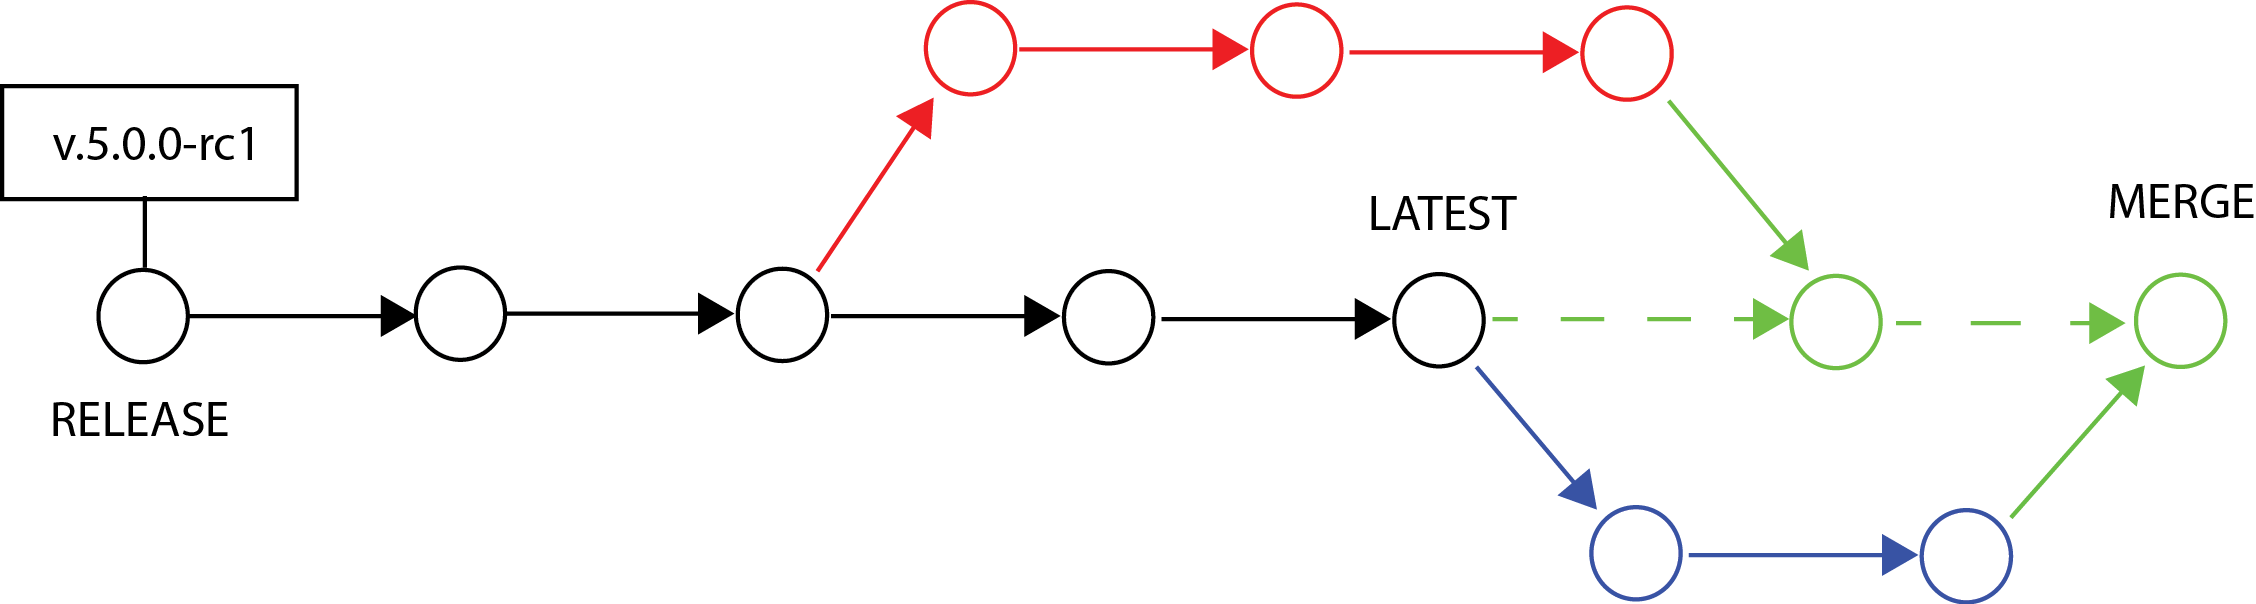 v.5.0.0-rc1
LATEST
MERGE
RELEASE